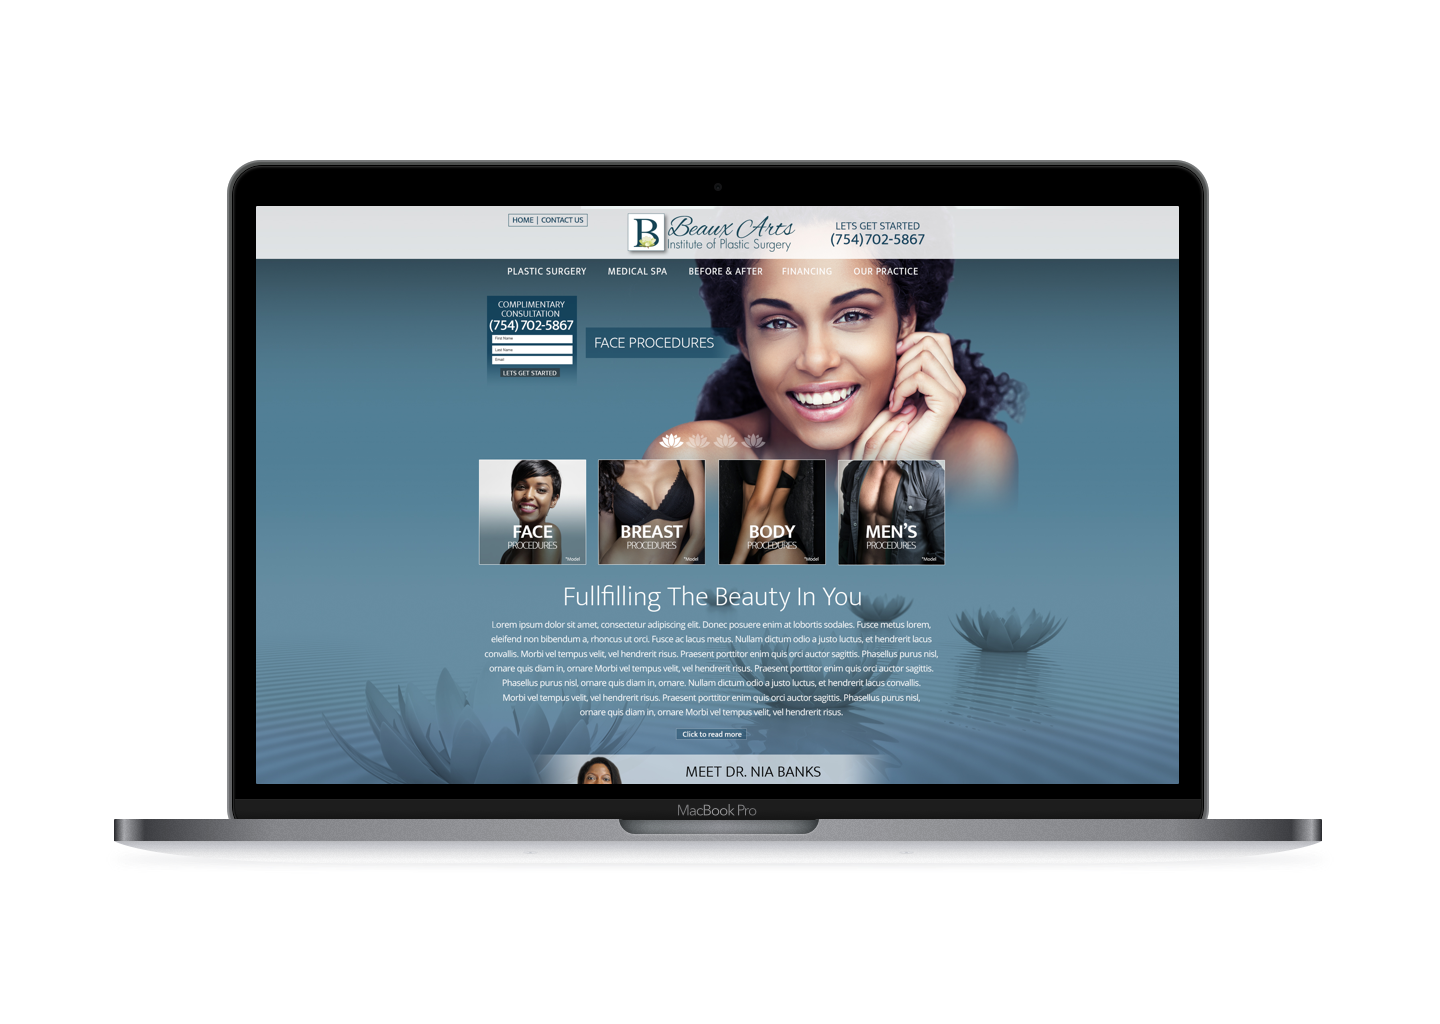 HOME | CONTACT US
B Beaux Arts
Institute of Plastic Surgery
LETS GET STARTED
(754) 702-5867
PLASTIC SURGERY MEDICAL SPA BEFORE & AFTER FINANCING OUR PRACTICE
COMPLIMENTARY
CONSULTATION
(754) 702-5867
First Name
Last Name
Email
LETS GET STARTED
FACE PROCEDURES
FACE
PROCEDURES
*Model
BREAST
PROCEDURES
*Model
BODY
PROCEDURES
*Model
MEN'S
PROCEDURES
*Model
Fullfilling The Beauty In You
Lorem ipsum dolor sit amet, consectetur adipiscing elit. Donec posuere enim at lobortis sodales. Fusce metus lorem,
eleifend non bibendum a, rhoncus ut orci. Fusce ac lacus metus. Nullam dictum odio a justo luctus, et hendrerit lacus
convallis. Morbi vel tempus velit, vel hendrerit risus. Praesent porttitor enim quis orci auctor sagittis. Phasellus purus nisl,
ornare quis diam in, ornare Morbi vel tempus velit, vel hendrerit risus. Praesent porttitor enim quis orci auctor sagittis.
Phasellus purus nisl, ornare quis diam in, ornare. Nullam dictum odio a justo luctus, et hendrerit lacus convallis.
Morbi vel tempus velit, vel hendrerit risus. Praesent porttitor enim quis orci auctor sagittis. Phasellus purus nisl,
ornare quis diam in, ornare Morbi vel tempus velit, vel hendrerit risus.
Click to read more
MEET DR. NIA BANKS
MacBook Pro